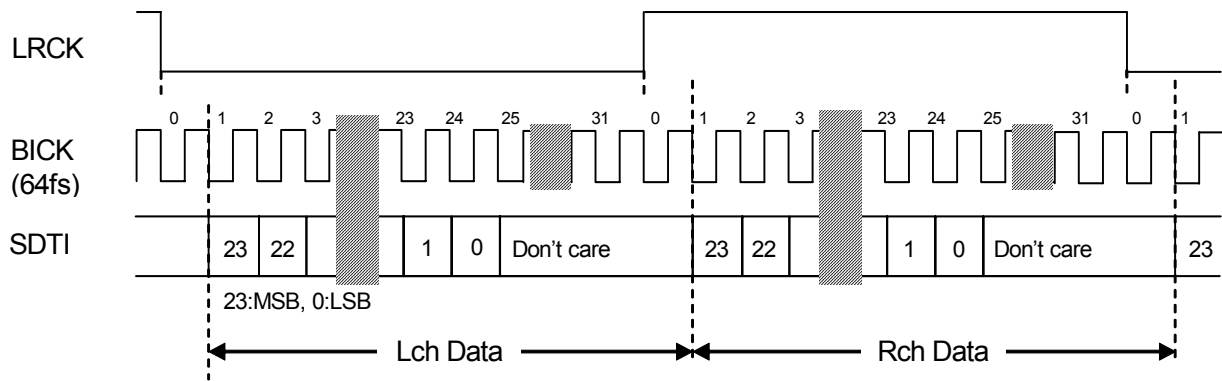 LRCK
0 1 2 3 23 24 25 31 0 1 2 3 23 24 25 31 0 1
BICK
(64fs)
SDTI 23 22 1 0 Don't care 23 22 1 0 Don't care 23
23:MSB, 0:LSB
Lch Data Rch Data